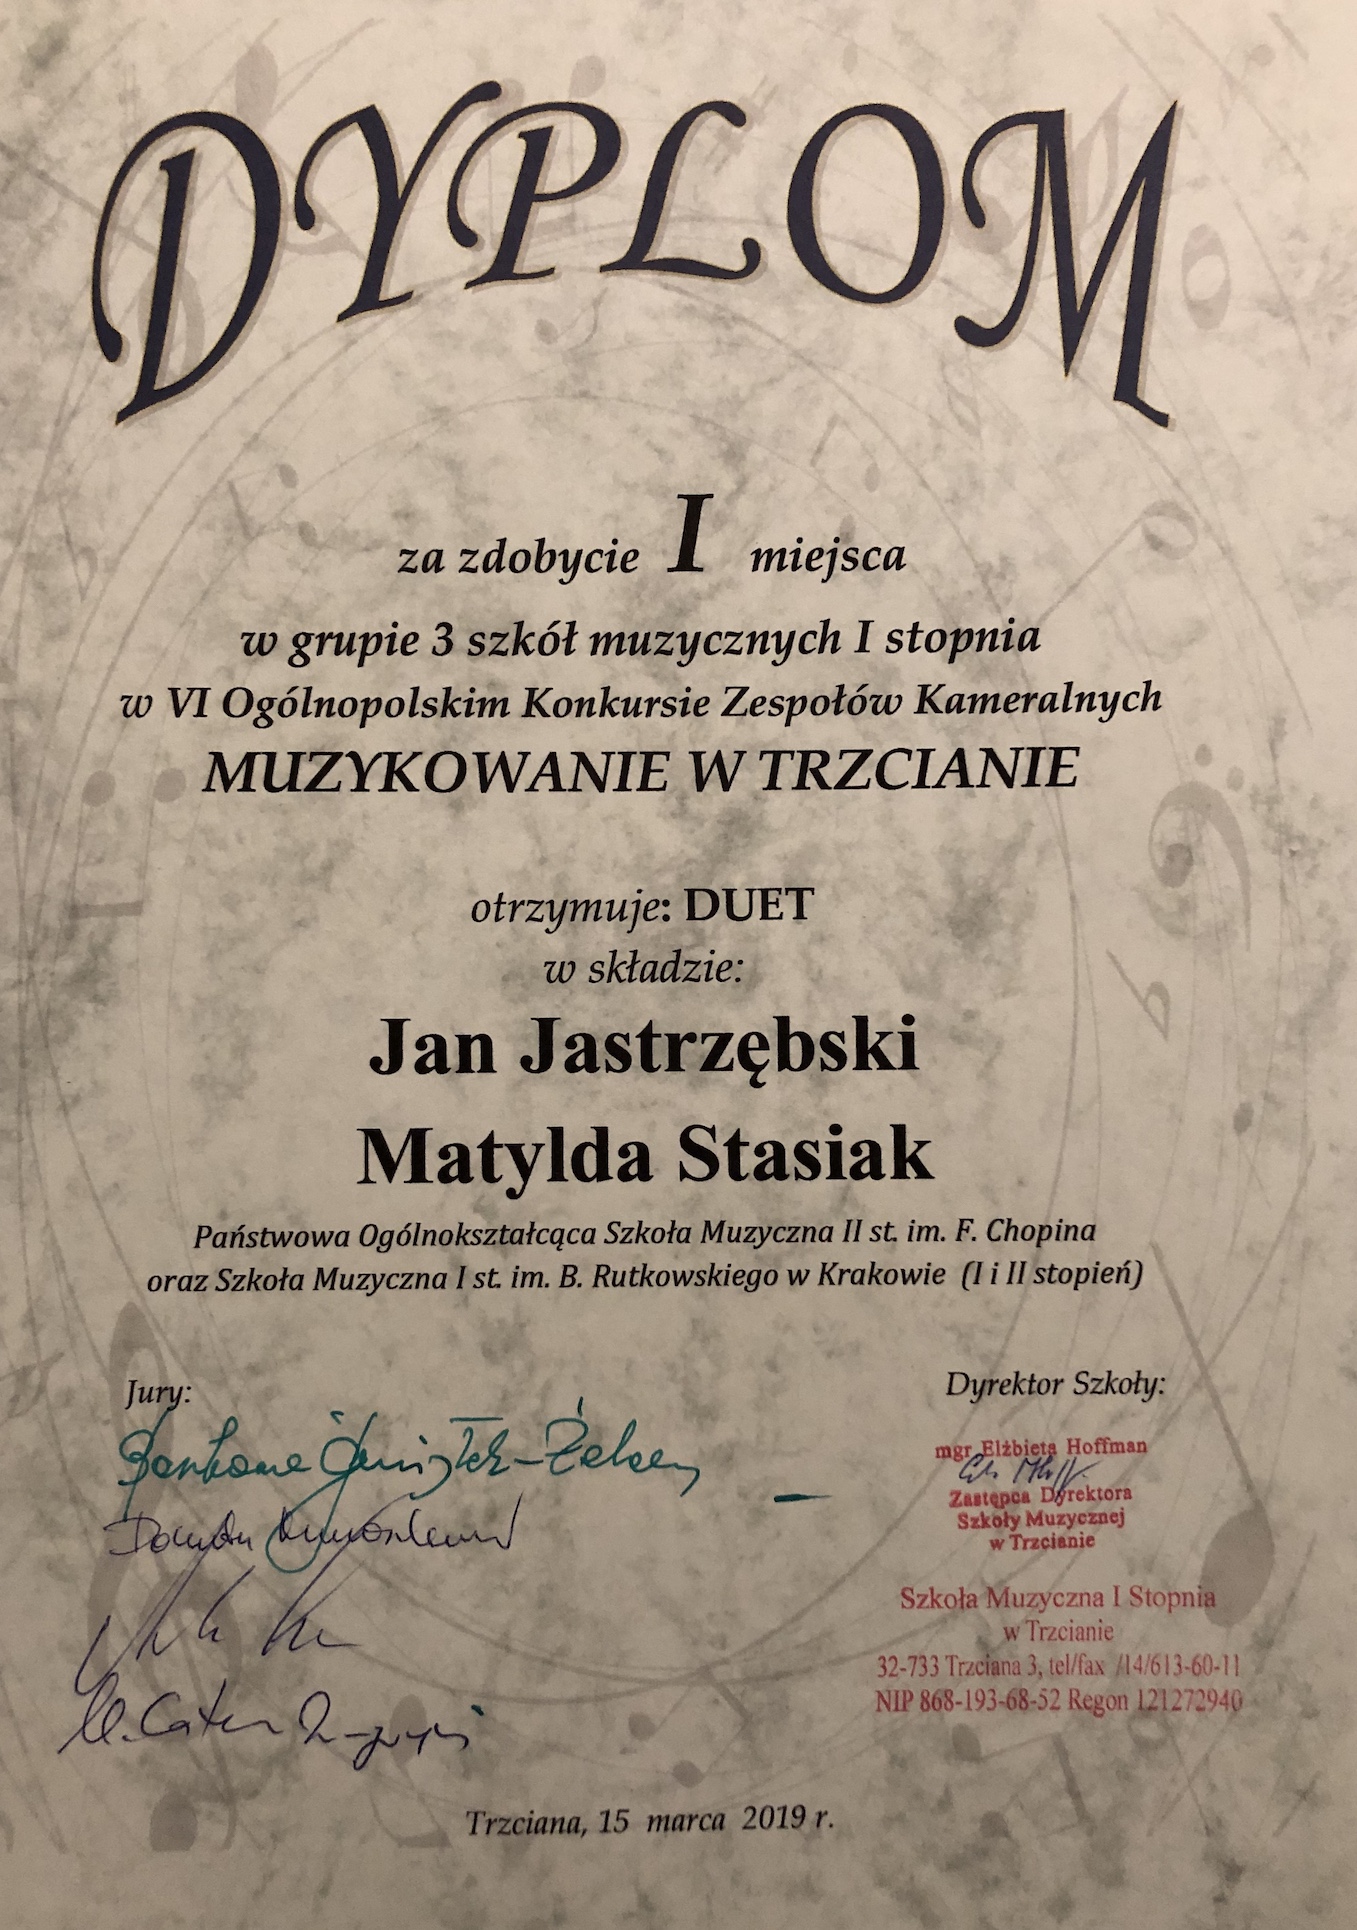 DYPLOM
za zdobycie I miejsca
w grupie 3 szkół muzycznych I stopnia
w VI Ogólnopolskim Konkursie Zespołów Kameralnych
MUZYKOWANIE W TRZCIANIE
otrzymuje: DUET
w składzie:
Jan Jastrzębski
Matylda Stasiak
Państwowa Ogólnokształcąca Szkoła Muzyczna II st. im. F. Chopina
oraz Szkoła Muzyczna I st. im. B. Rutkowskiego w Krakowie (I i II stopień)
Jury:
Dyrektor Szkoły:
mgr Elżbieta Hoffman
Zastępca Dyrektora
Szkoły Muzycznej
w Trzcianie
Szkoła Muzyczna I Stopnia
w Trzcianie
32-733 Trzciana 3, tel/fax /14/613-60-11
NIP 868-193-68-52 Regon 121272940
Trzciana, 15 marca 2019 r.